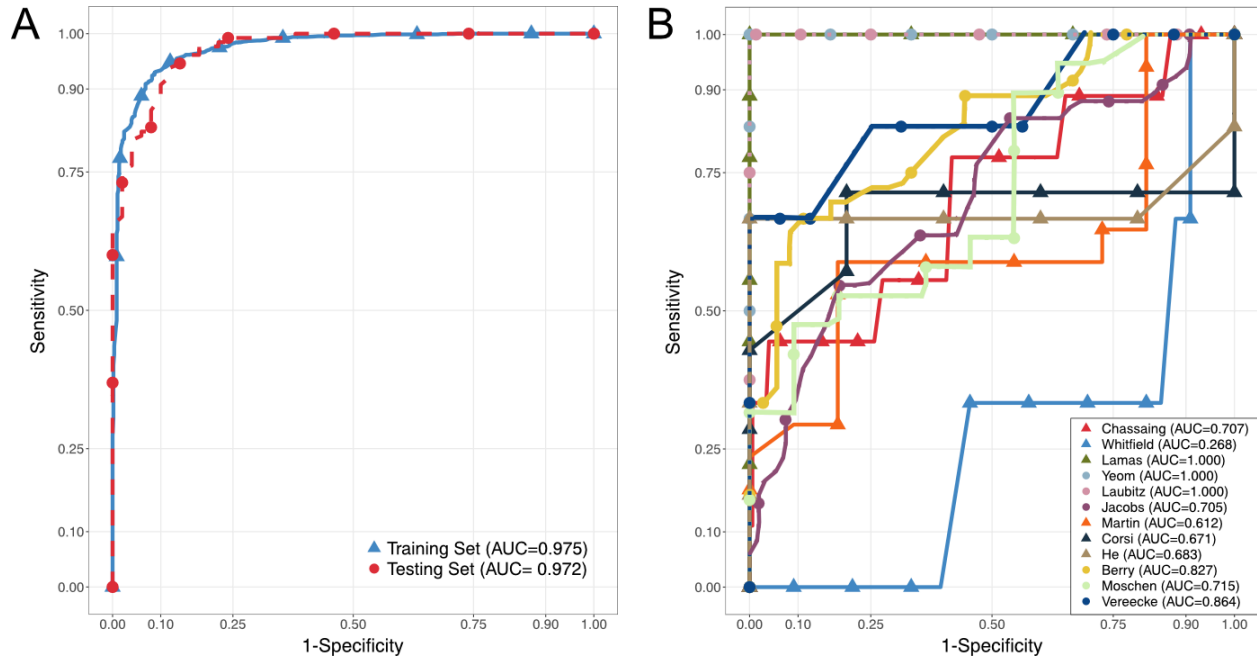 A
1.00
0.90
0.75
0.50
0.25
0.10
0.00
Sensitivity
Training Set (AUC=0.975)
Testing Set (AUC= 0.972)
0.00 0.10 0.25 0.50 0.75 0.90 1.00
1-Specificity
B
1.00
0.90
0.75
0.50
0.25
0.10
0.00
Sensitivity
Chassaing (AUC=0.707)
Whitfield (AUC=0.268)
Lamas (AUC=1.000)
Yeom (AUC=1.000)
Laubitz (AUC=1.000)
Jacobs (AUC=0.705)
Martin (AUC=0.612)
Corsi (AUC=0.671)
He (AUC=0.683)
Berry (AUC=0.827)
Moschen (AUC=0.715)
Vereecke (AUC=0.864)
0.00 0.10 0.25 0.50 0.75 0.90 1.00
1-Specificity